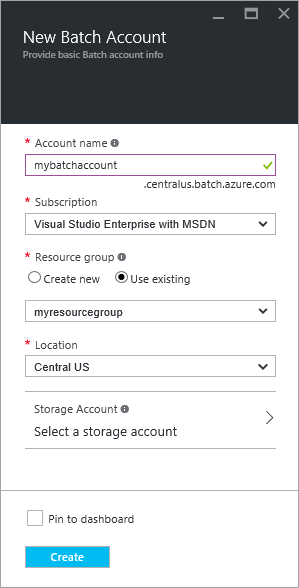 New Batch Account
Provide basic Batch account info
* Account name
mybatchaccount
.centralus.batch.azure.com
* Subscription
Visual Studio Enterprise with MSDN
* Resource group
Create new Use existing
myresourcegroup
* Location
Central US
Storage Account
Select a storage account
Pin to dashboard
Create